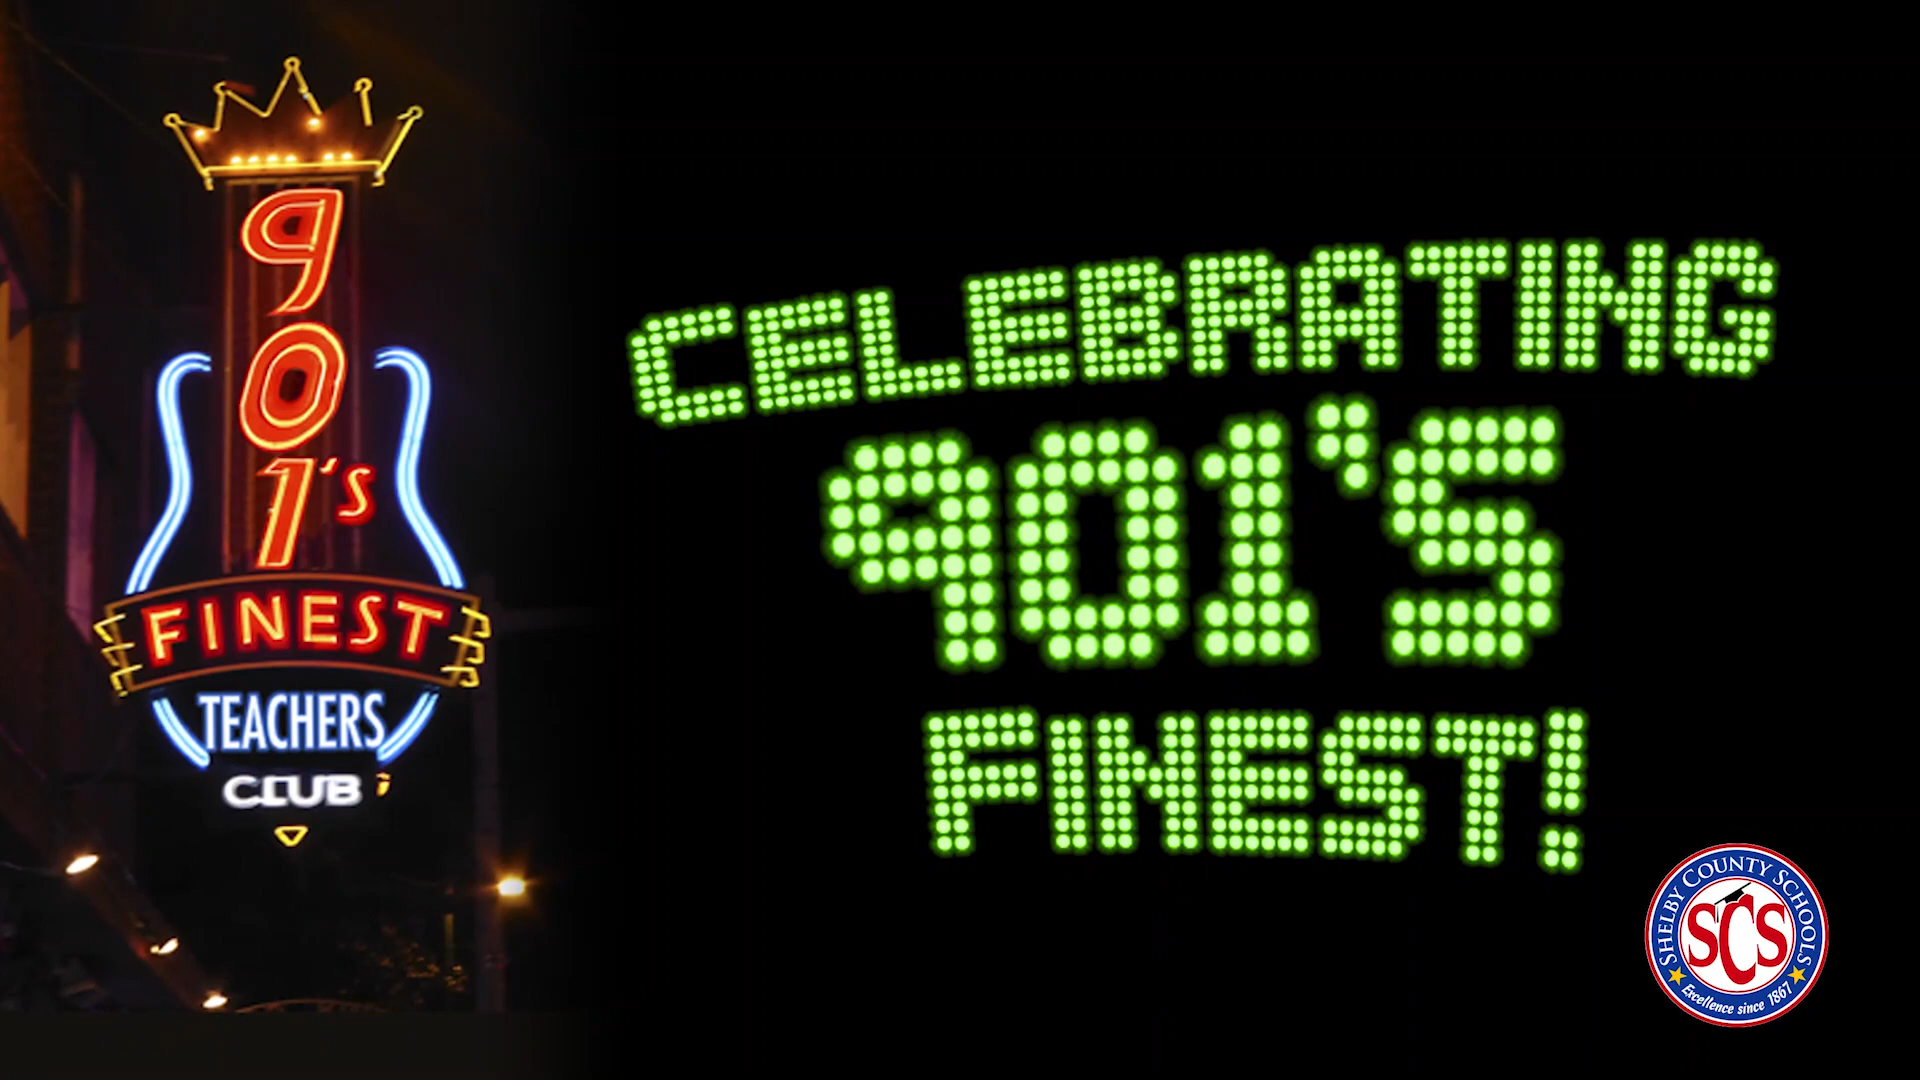 901's
FINEST
TEACHERS
CLUB
CELEBRATING
901'S
FINEST!
SHELBY COUNTY SCHOOLS
SCS
Excellence since 1867